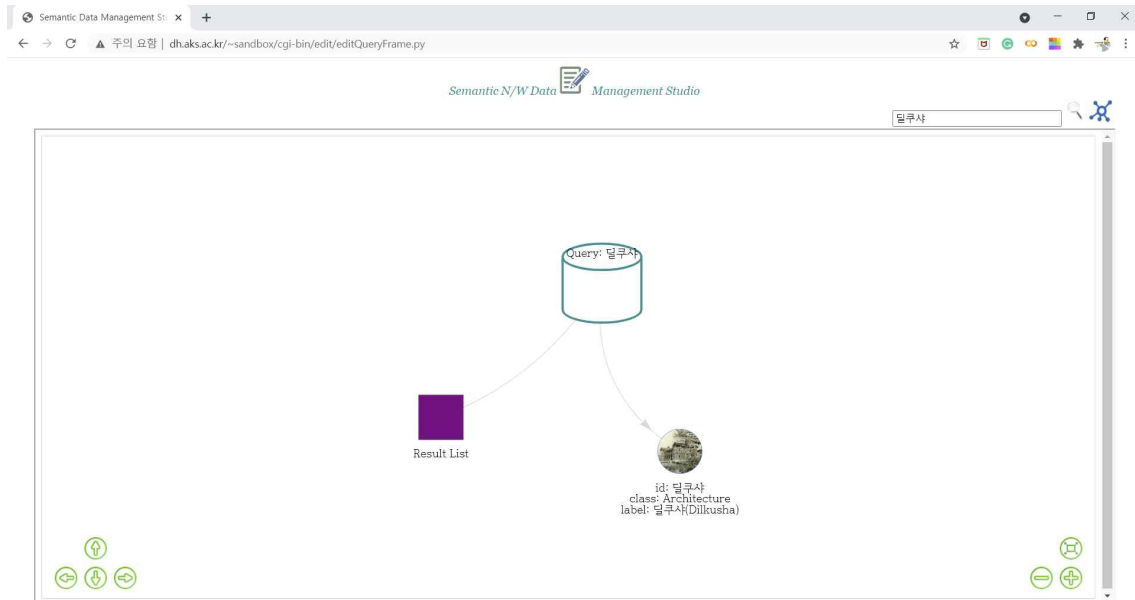 Semantic Data Management St
주의 요함 | dh.aks.ac.kr/~sandbox/cgi-bin/edit/editQueryFrame.py
Semantic N/W Data Management Studio
딜쿠샤
Query: 딜쿠샤
Result List
id: 딜쿠샤
class: Architecture
label: 딜쿠샤(Dilkusha)